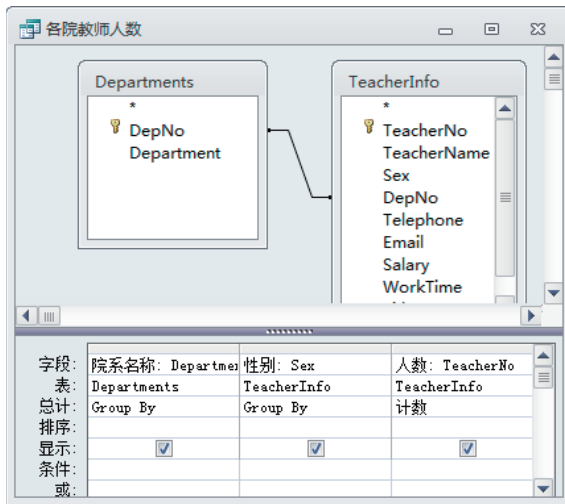 各院教师人数
Departments
*
DepNo
Department
TeacherInfo
*
TeacherNo
TeacherName
Sex
DepNo
Telephone
Email
Salary
WorkTime
字段: 院系名称: Departmen 性别: Sex 人数: TeacherNo
表: Departments TeacherInfo TeacherInfo
总计: Group By Group By 计数
排序:
显示:
条件:
或: